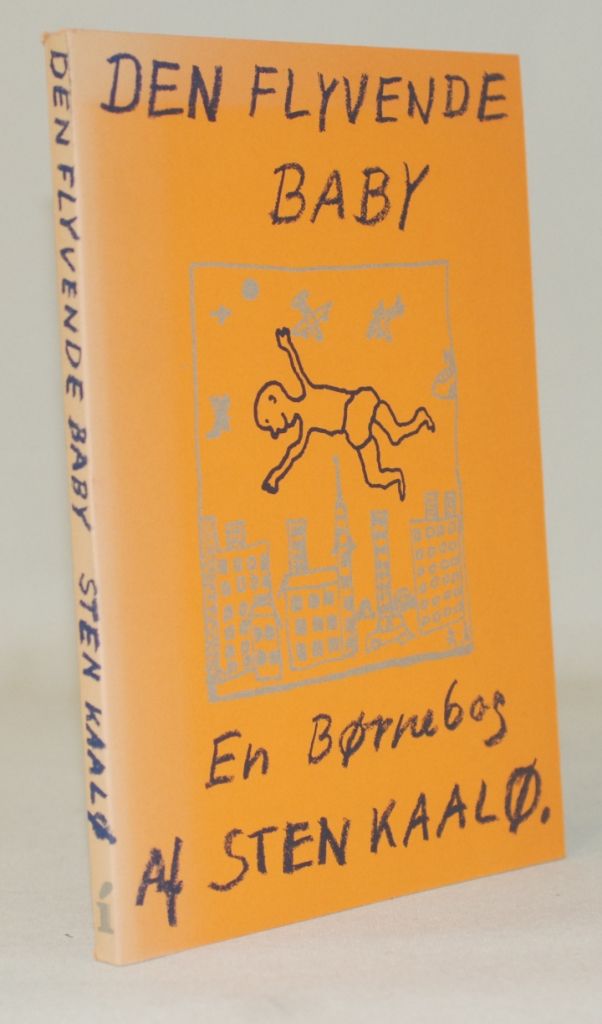 DEN FLYVENDE
BABY
En Børnebog
Af STEN KAALØ.
DEN FLYVENDE BABY STEN KAALØ
í